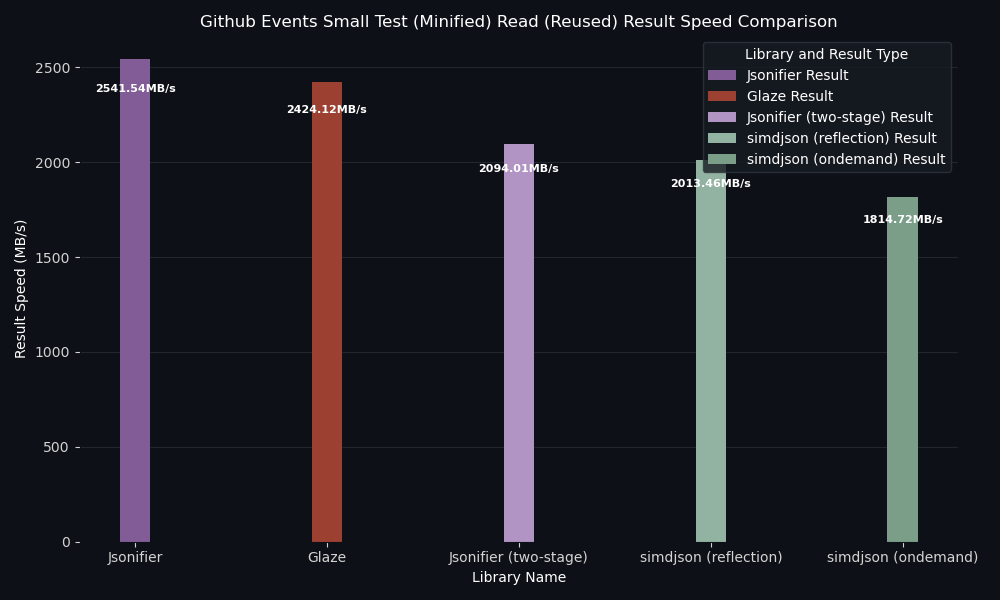 Github Events Small Test (Minified) Read (Reused) Result Speed Comparison
Library and Result Type
Jsonifier Result
Glaze Result
Jsonifier (two-stage) Result
simdjson (reflection) Result
simdjson (ondemand) Result
2541.54MB/s
2424.12MB/s
2094.01MB/s
2013.46MB/s
1814.72MB/s
Result Speed (MB/s)
2500
2000
1500
1000
500
0
Jsonifier
Glaze
Jsonifier (two-stage)
simdjson (reflection)
simdjson (ondemand)
Library Name